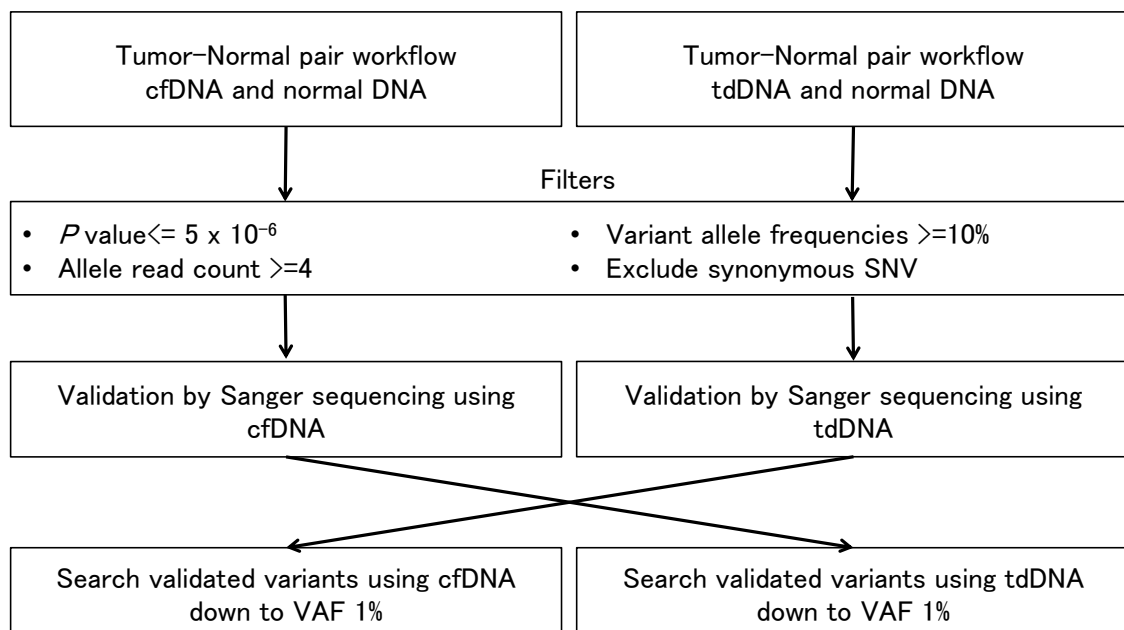 Tumor-Normal pair workflow
cfDNA and normal DNA
Tumor-Normal pair workflow
tdDNA and normal DNA
Filters
• P value<= 5 x 10⁻⁶
• Allele read count >=4
• Variant allele frequencies >=10%
• Exclude synonymous SNV
Validation by Sanger sequencing using
cfDNA
Validation by Sanger sequencing using
tdDNA
Search validated variants using cfDNA
down to VAF 1%
Search validated variants using tdDNA
down to VAF 1%